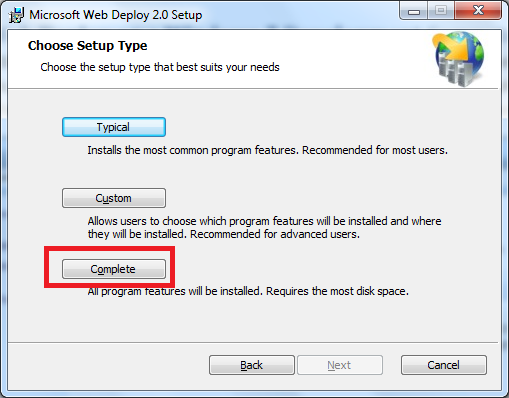 Microsoft Web Deploy 2.0 Setup
Choose Setup Type
Choose the setup type that best suits your needs
Typical
Installs the most common program features. Recommended for most users.
Custom
Allows users to choose which program features will be installed and where
they will be installed. Recommended for advanced users.
Complete
All program features will be installed. Requires the most disk space.
Back Next Cancel